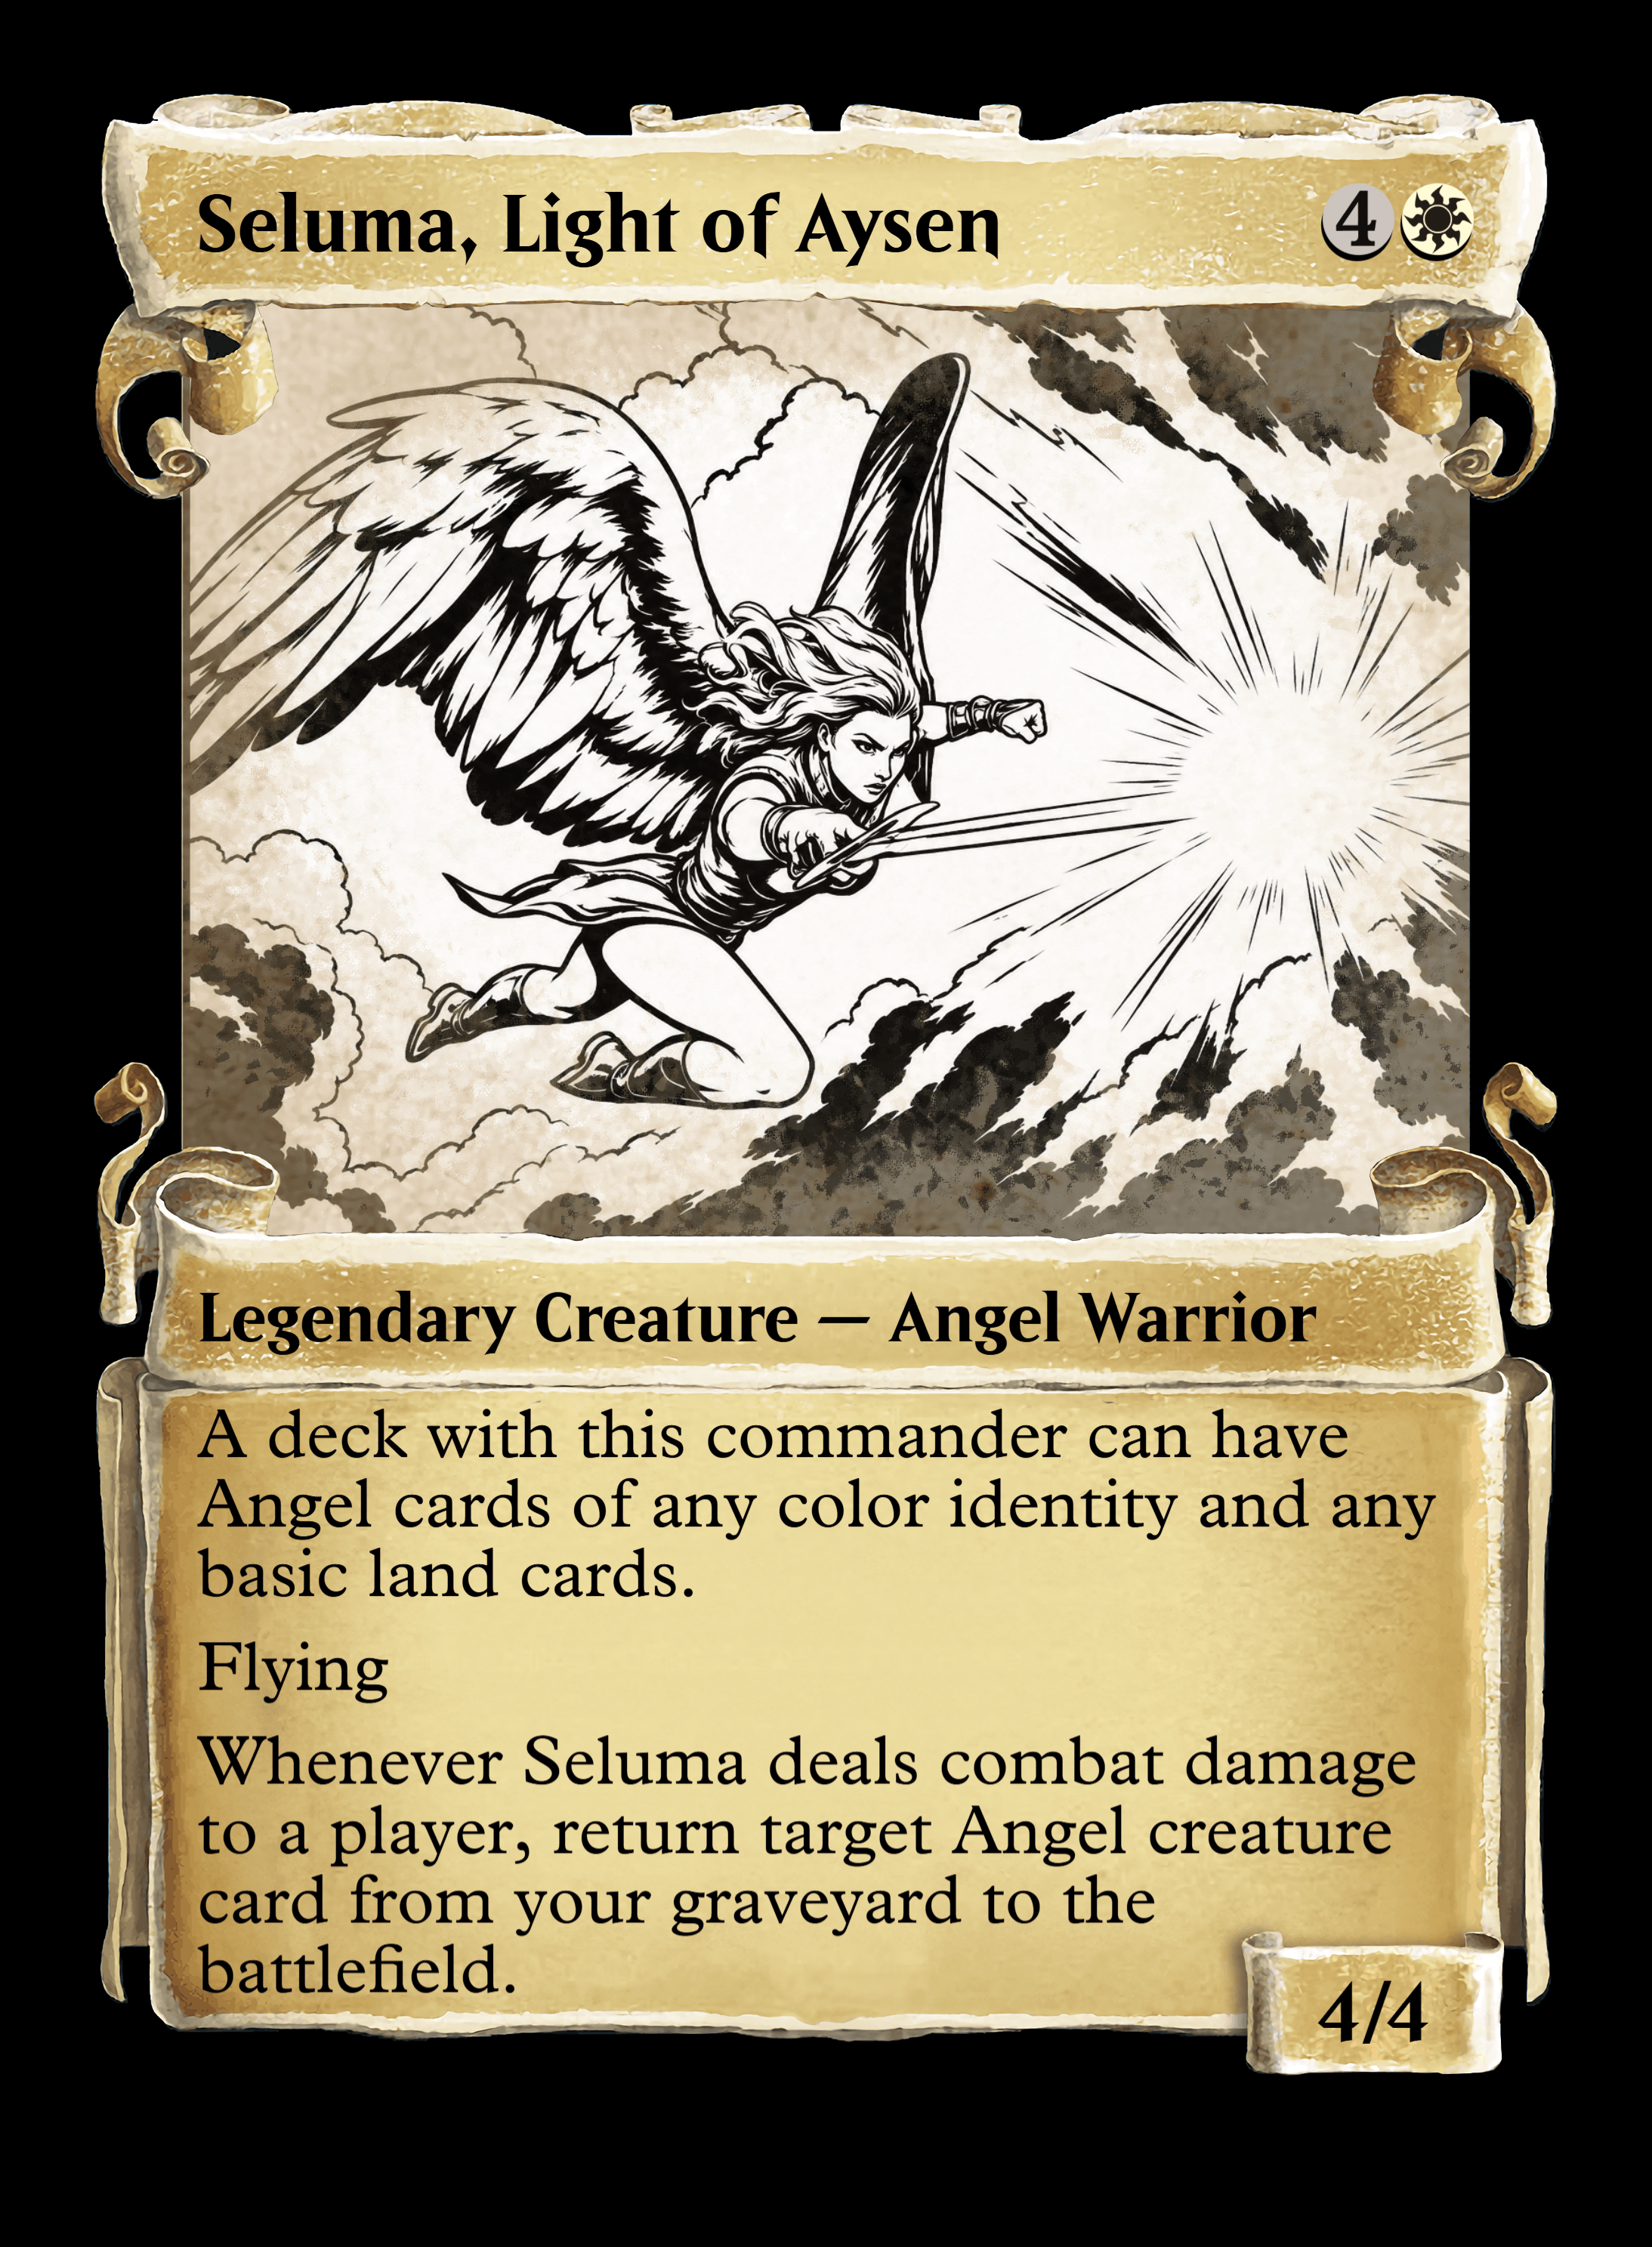 Seluma, Light of Aysen 4
Legendary Creature — Angel Warrior
A deck with this commander can have
Angel cards of any color identity and any
basic land cards.
Flying
Whenever Seluma deals combat damage
to a player, return target Angel creature
card from your graveyard to the
battlefield.
4/4